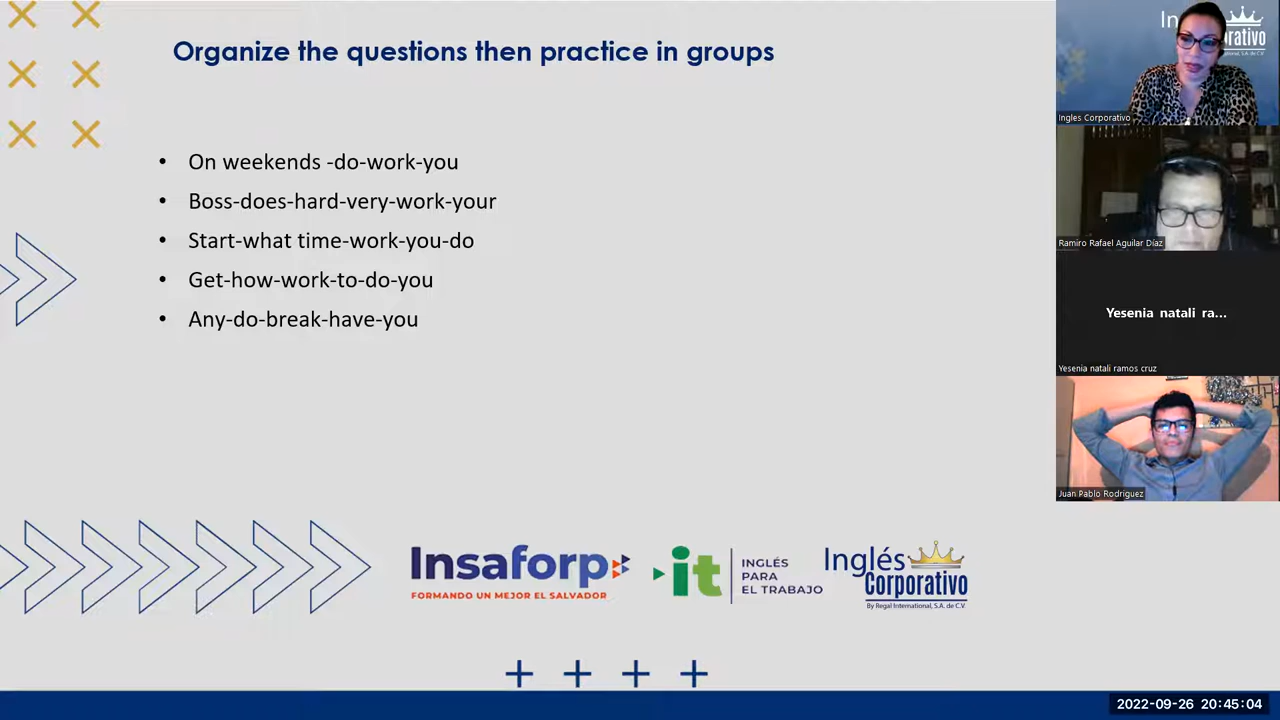 Organize the questions then practice in groups
• On weekends -do-work-you
• Boss-does-hard-very-work-your
• Start-what time-work-you-do
• Get-how-work-to-do-you
• Any-do-break-have-you
Insaforp
FORMANDO UN MEJOR EL SALVADOR
it
INGLÉS
PARA
EL TRABAJO
Inglés
Corporativo
By Regal International, S.A. de C.V.
Ingles Corporativo
Ramiro Rafael Aguilar Díaz
Yesenia natali ra...
Yesenia natali ramos cruz
Juan Pablo Rodriguez
2022-09-26 20:45:04